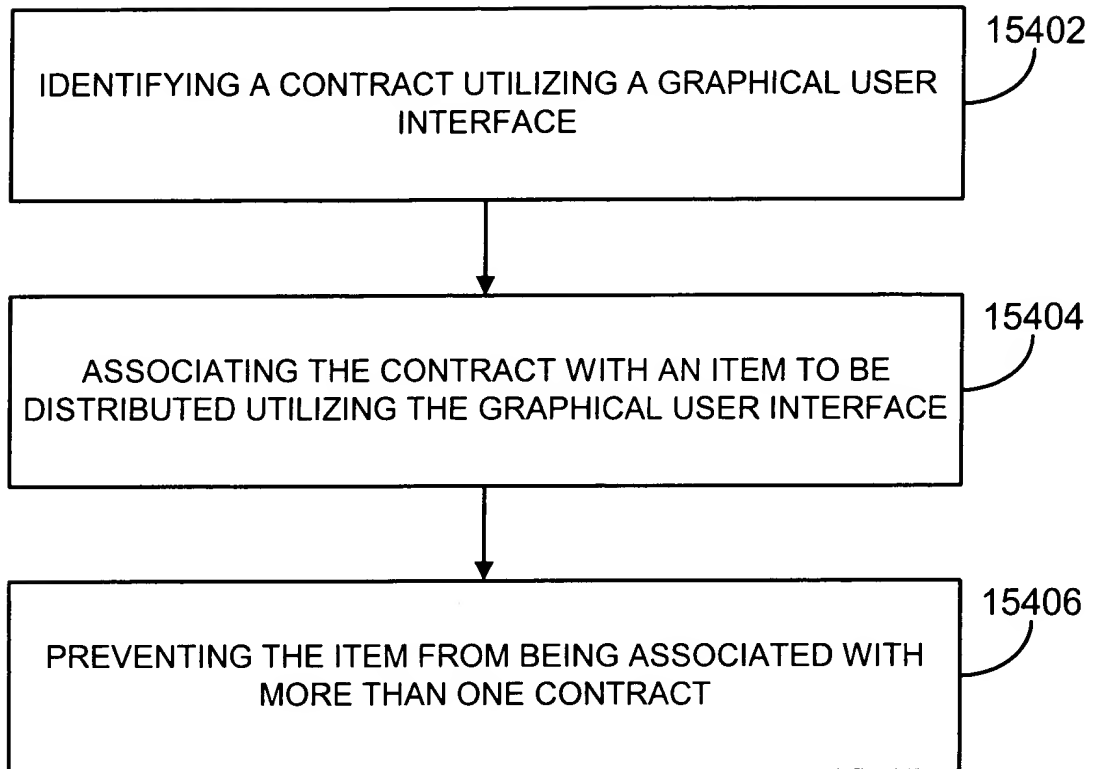 15402
IDENTIFYING A CONTRACT UTILIZING A GRAPHICAL USER
INTERFACE
15404
ASSOCIATING THE CONTRACT WITH AN ITEM TO BE
DISTRIBUTED UTILIZING THE GRAPHICAL USER INTERFACE
15406
PREVENTING THE ITEM FROM BEING ASSOCIATED WITH
MORE THAN ONE CONTRACT